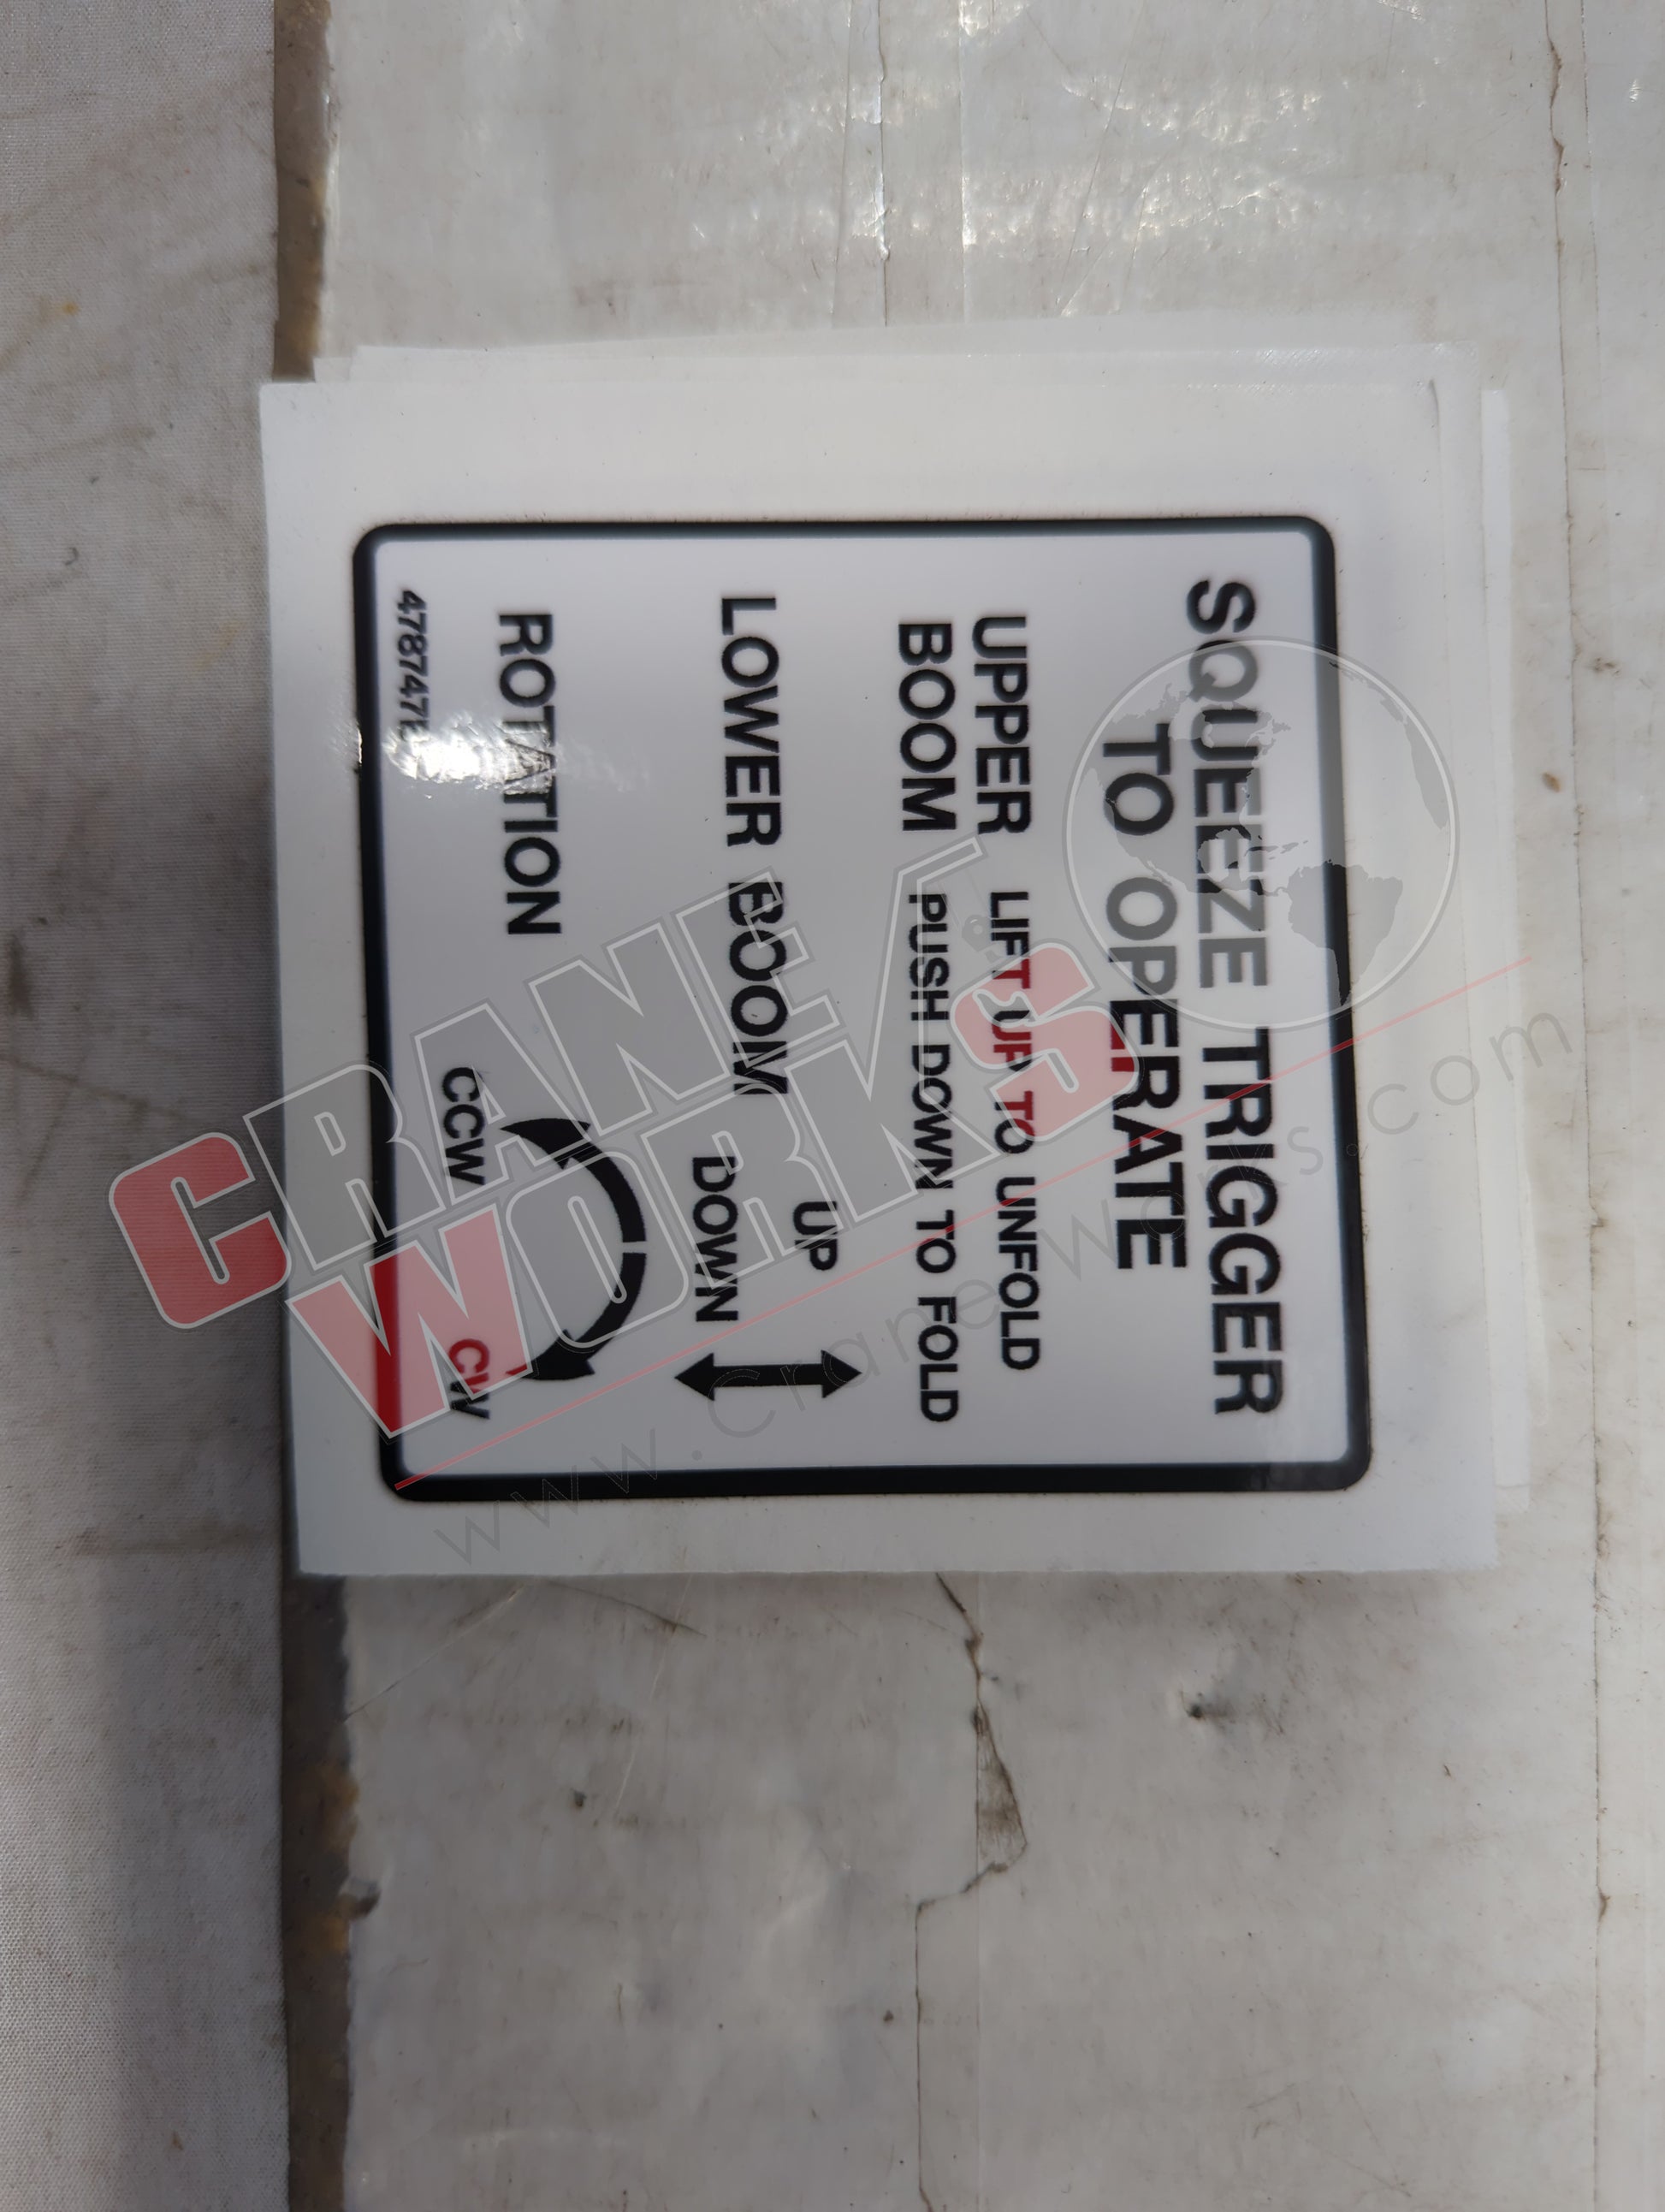 SQUEEZE TRIGGER
TO OPERATE
UPPER
BOOM
LIFT UP TO UNFOLD
PUSH DOWN TO FOLD
LOWER BOOM
UP
DOWN
ROTATION
CCW
CW
CRANE
WORKS
www.craneworks.com